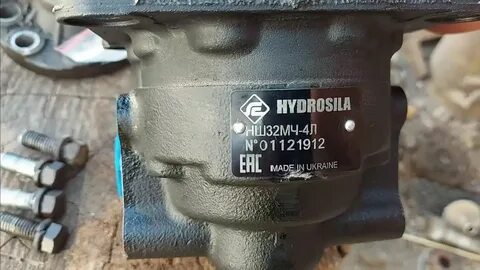 HYDROSILA
НШ32МЧ-4Л
N°01121912
EAC MADE IN UKRAINE